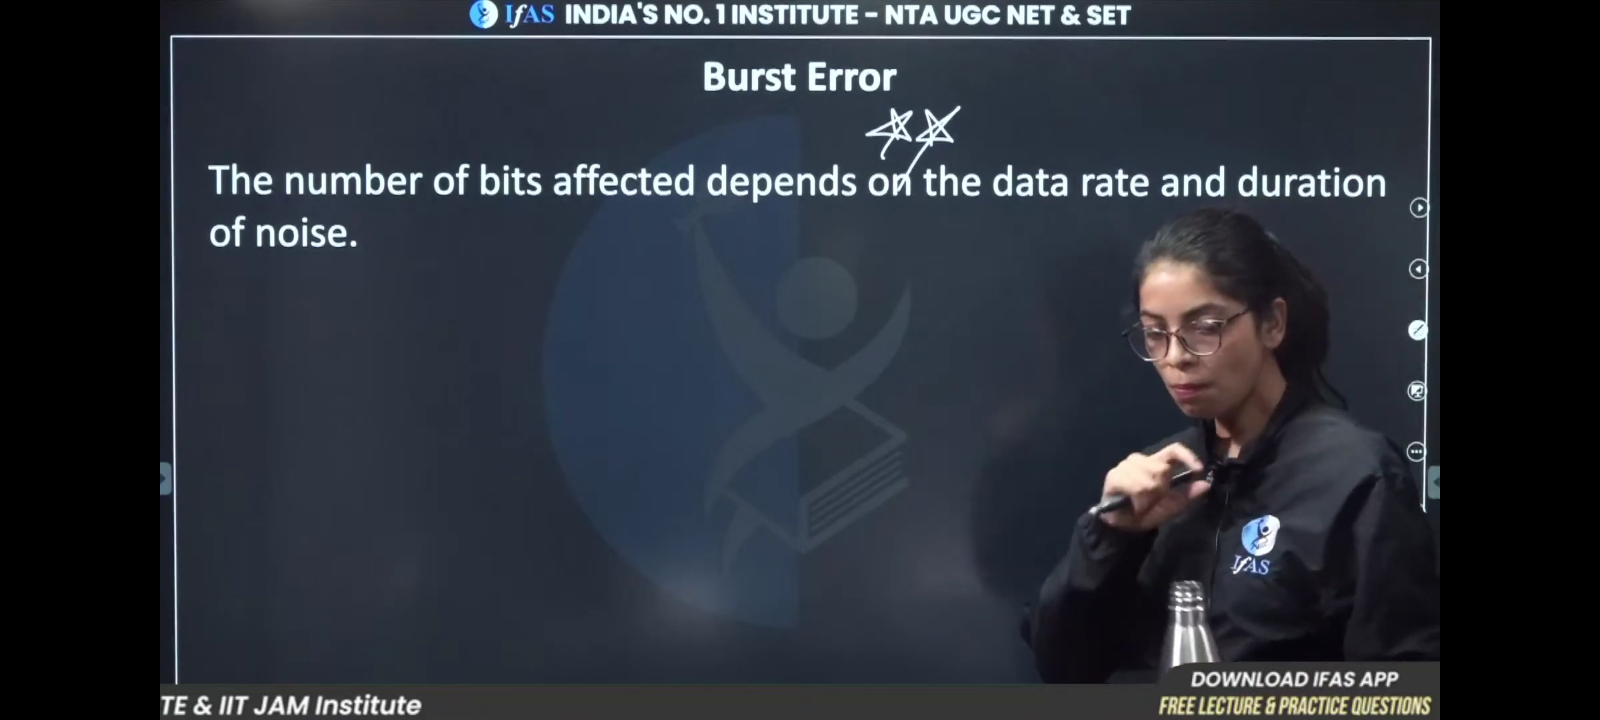 IfAS INDIA'S NO. 1 INSTITUTE – NTA UGC NET & SET
Burst Error
The number of bits affected depends on the data rate and duration
of noise.
IfAS
DOWNLOAD IFAS APP
TE & IIT JAM Institute
FREE LECTURE & PRACTICE QUESTIONS